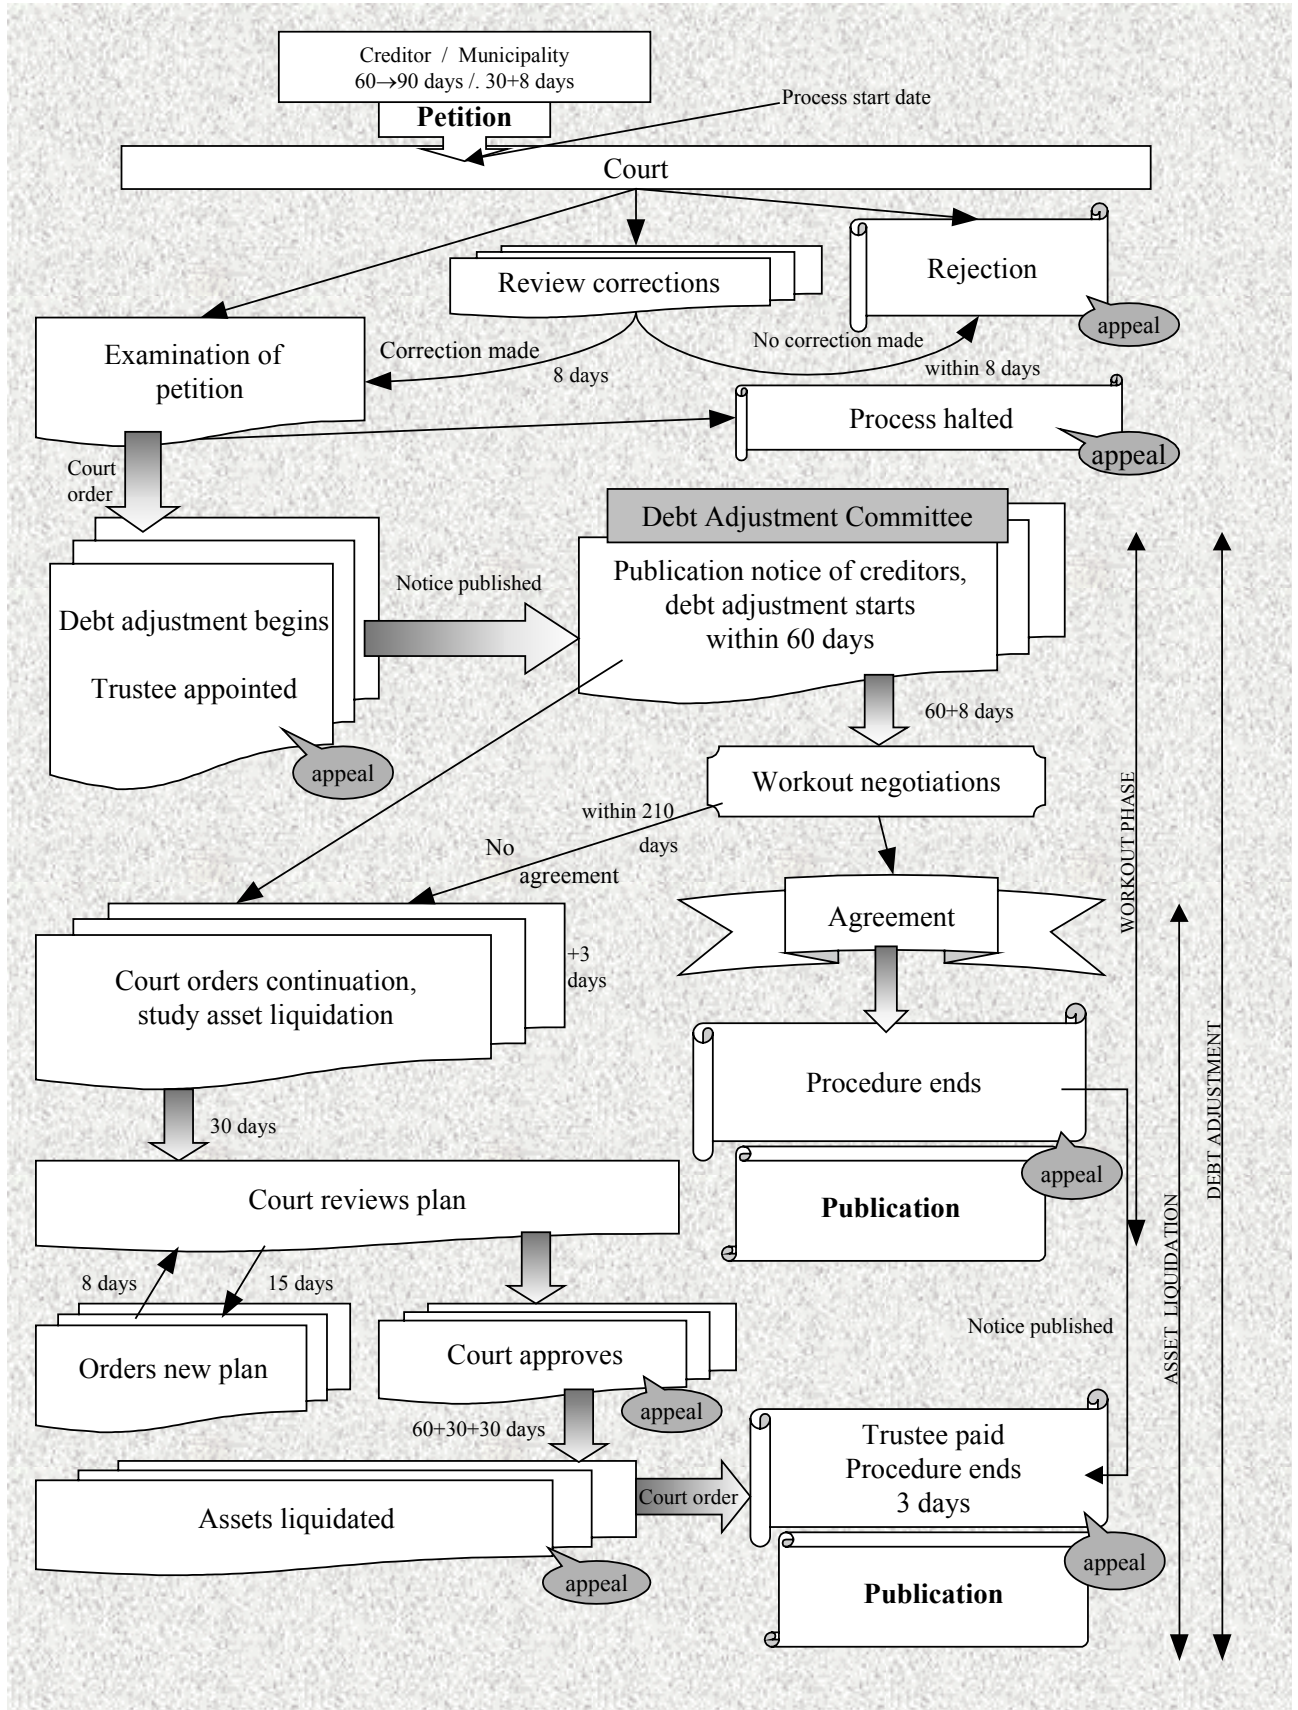 Creditor / Municipality
60→90 days /. 30+8 days
Petition
Process start date
Court
Review corrections
Rejection
appeal
Examination of
petition
Correction made
8 days
No correction made
within 8 days
Process halted
appeal
Court
order
Debt Adjustment Committee
Publication notice of creditors,
debt adjustment starts
within 60 days
Notice published
Debt adjustment begins
Trustee appointed
appeal
60+8 days
Workout negotiations
within 210
days
No
agreement
Agreement
WORKOUT PHASE
Court orders continuation,
study asset liquidation
+3
days
Procedure ends
appeal
Publication
DEBT ADJUSTMENT
ASSET LIQUIDATION
30 days
Court reviews plan
8 days
15 days
Orders new plan
Court approves
appeal
Notice published
60+30+30 days
Assets liquidated
appeal
Court order
Trustee paid
Procedure ends
3 days
appeal
Publication